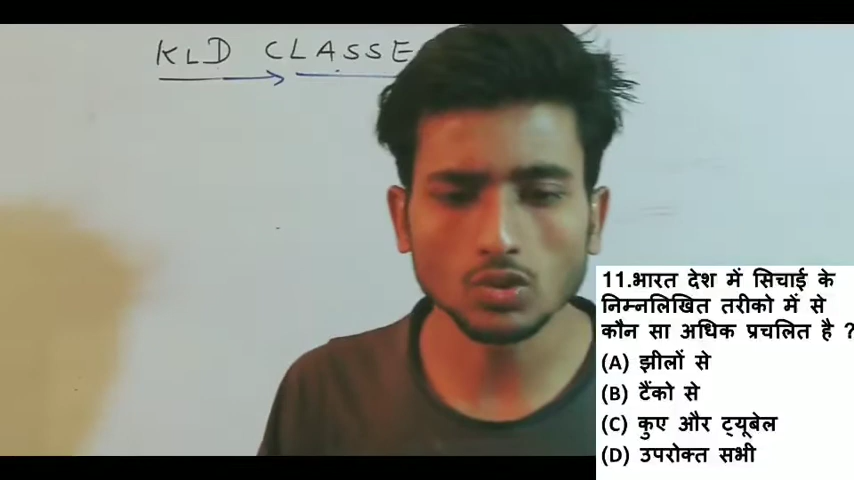 KLD CLASSE
11.भारत देश में सिचाई के
निम्नलिखित तरीको में से
कौन सा अधिक प्रचलित है ?
(A) झीलों से
(B) टैंको से
(C) कुए और ट्यूबेल
(D) उपरोक्त सभी